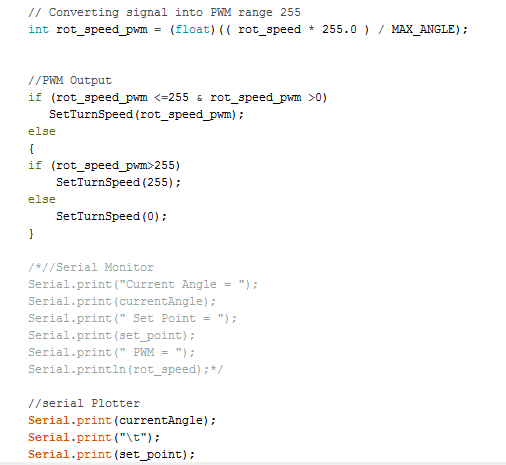 // Converting signal into PWM range 255
int rot_speed_pwm = (float)(( rot_speed * 255.0 ) / MAX_ANGLE);
//PWM Output
if (rot_speed_pwm <=255 & rot_speed_pwm >0)
SetTurnSpeed(rot_speed_pwm);
else
{
if (rot_speed_pwm>255)
SetTurnSpeed(255);
else
SetTurnSpeed(0);
}
/*//Serial Monitor
Serial.print("Current Angle = ");
Serial.print(currentAngle);
Serial.print(" Set Point = ");
Serial.print(set_point);
Serial.print(" PWM = ");
Serial.println(rot_speed);*/
//serial Plotter
Serial.print(currentAngle);
Serial.print("\t");
Serial.print(set_point);